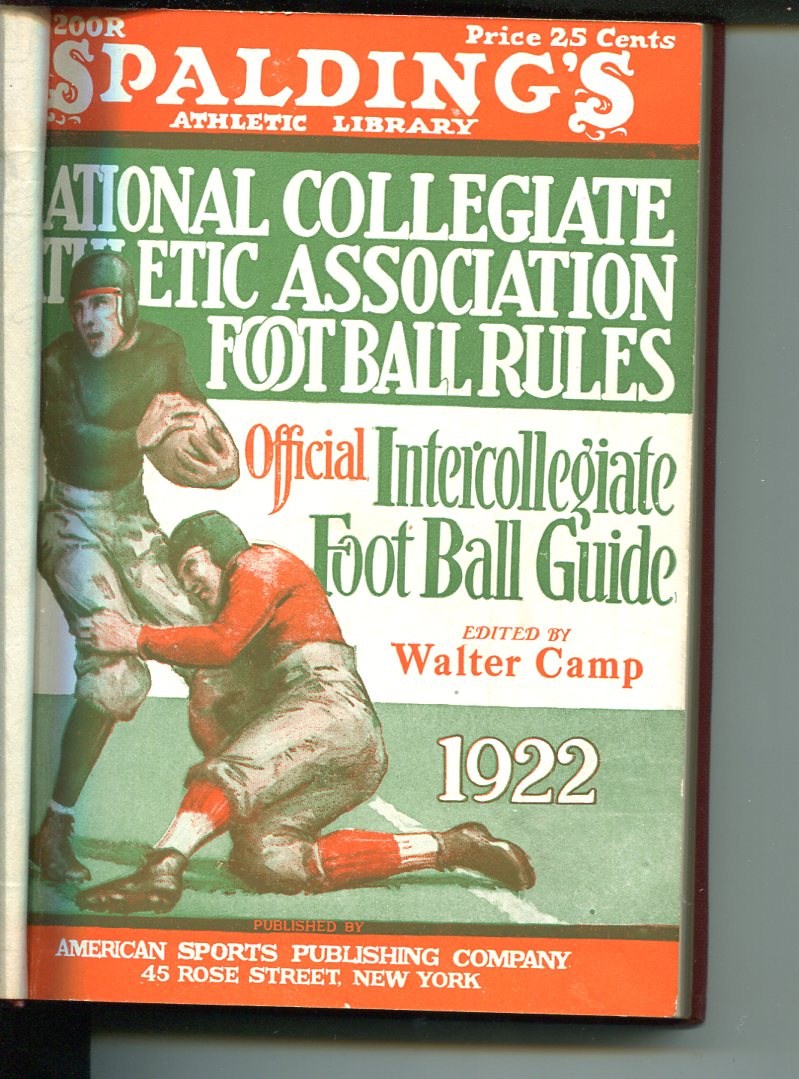 200R
Price 25 Cents
SPALDING'S
ATHLETIC LIBRARY
ATIONAL COLLEGIATE
ATHLETIC ASSOCIATION
FOOT BALL RULES
Official Intercollegiate
Foot Ball Guide
EDITED BY
Walter Camp
1922
PUBLISHED BY
AMERICAN SPORTS PUBLISHING COMPANY
45 ROSE STREET, NEW YORK